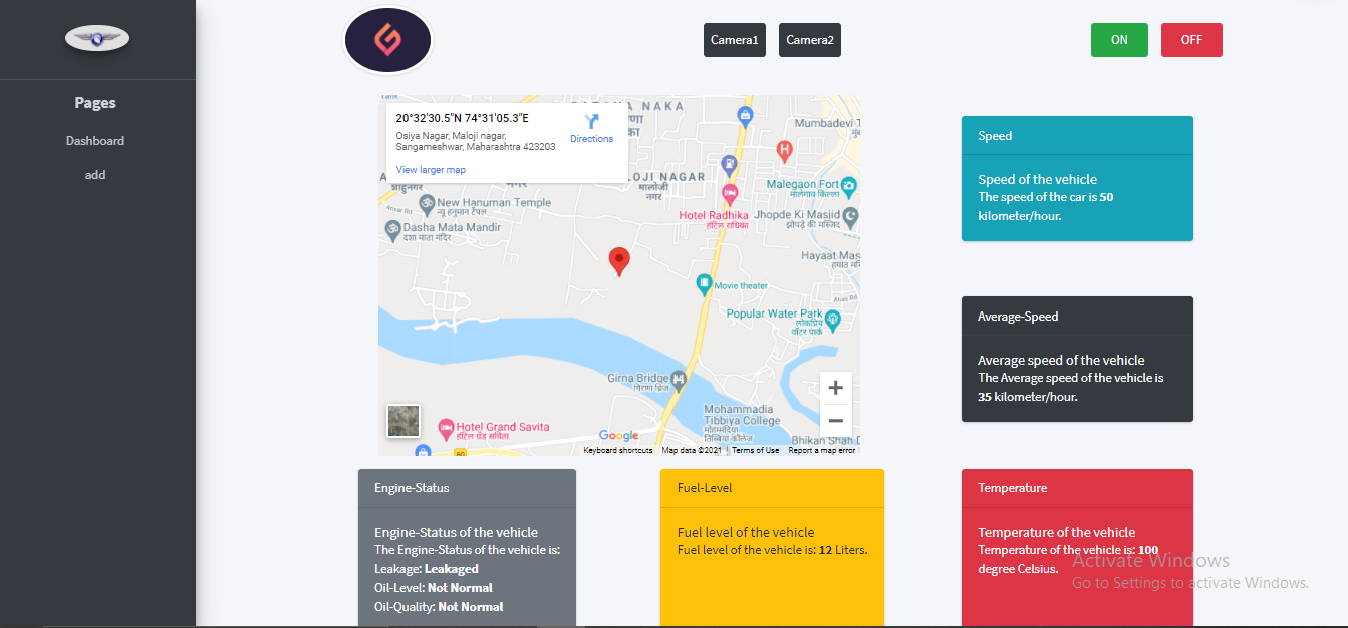 Camera1
Camera2
ON
OFF
Pages
Dashboard
add
20°32'30.5"N 74°31'05.3"E
Osiya Nagar, Maloji nagar,
Sangameshwar, Maharashtra 423203
View larger map
Directions
NAKA
Mumbadevi
OJI NAGAR
मालोजी
नगर
Malegaon Fort
मालेगाव किल्ला
New Hanuman Temple
न्यू हनुमान टेंपल
Ansar Rd
Dasha Mata Mandir
दशा माता मंदिर
Hotel Radhika
हॉटेल राधिका
Jhopde Ki Masjid
झोपडे की मस्जिद
Hayaat Mas
Movie theater
Popular Water Park
लोकप्रिय
वॉटर पार्क
Girna Bridge
गिरणा ब्रिज
Mohammadia
Tibbiya College
मोहम्मदिया
तिब्बिया कॉलेज
Hotel Grand Savita
हॉटेल ग्रँड सविता
Bhikan Shah D
Google
Keyboard shortcuts
Map data ©2021
Terms of Use
Report a map error
Speed
Speed of the vehicle
The speed of the car is 50
kilometer/hour.
Average-Speed
Average speed of the vehicle
The Average speed of the vehicle is
35 kilometer/hour.
Engine-Status
Engine-Status of the vehicle
The Engine-Status of the vehicle is:
Leakage: Leakaged
Oil-Level: Not Normal
Oil-Quality: Not Normal
Fuel-Level
Fuel level of the vehicle
Fuel level of the vehicle is: 12 Liters.
Temperature
Temperature of the vehicle
Temperature of the vehicle is: 100
degree Celsius.
Activate Windows
Go to Settings to activate Windows.